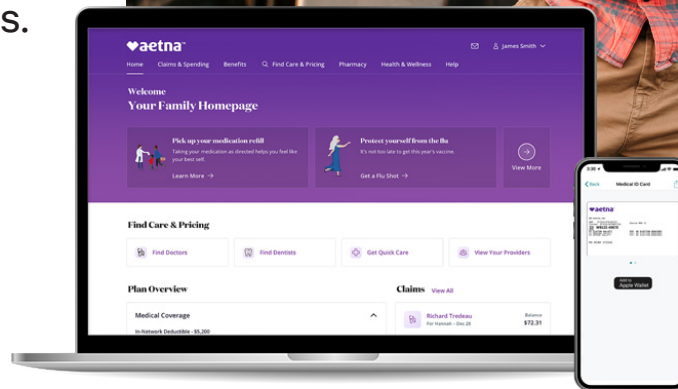 s.
aetna™
James Smith
Home Claims & Spending Benefits Find Care & Pricing Pharmacy Health & Wellness Help
Welcome
Your Family Homepage
Pick up your medication refill
Taking your medication as directed helps you feel like
your best self.
Learn More →
Protect yourself from the flu
It's not too late to get this year's vaccine.
Get a Flu Shot →
View More
Find Care & Pricing
Find Doctors
Find Dentists
Get Quick Care
View Your Providers
Plan Overview
Medical Coverage
In-Network Deductible - $5,200
Claims View All
Richard Tredeau
For Hannah - Dec 28
Balance
$72.31
3:35
Back Medical ID Card
aetna
Add to
Apple Wallet